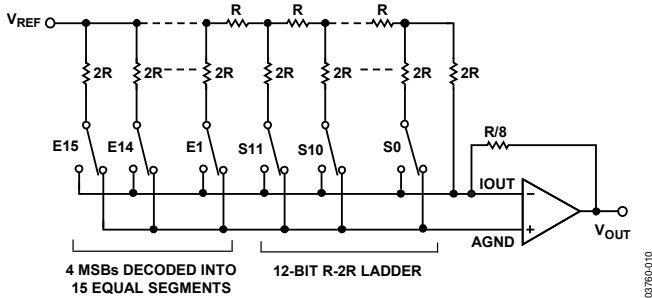 R R R
VREF
2R 2R 2R 2R 2R 2R 2R
E15 E14 E1 S11 S10 S0
R/8
IOUT
–
+
AGND
VOUT
4 MSBs DECODED INTO
15 EQUAL SEGMENTS
12-BIT R-2R LADDER
03760-010